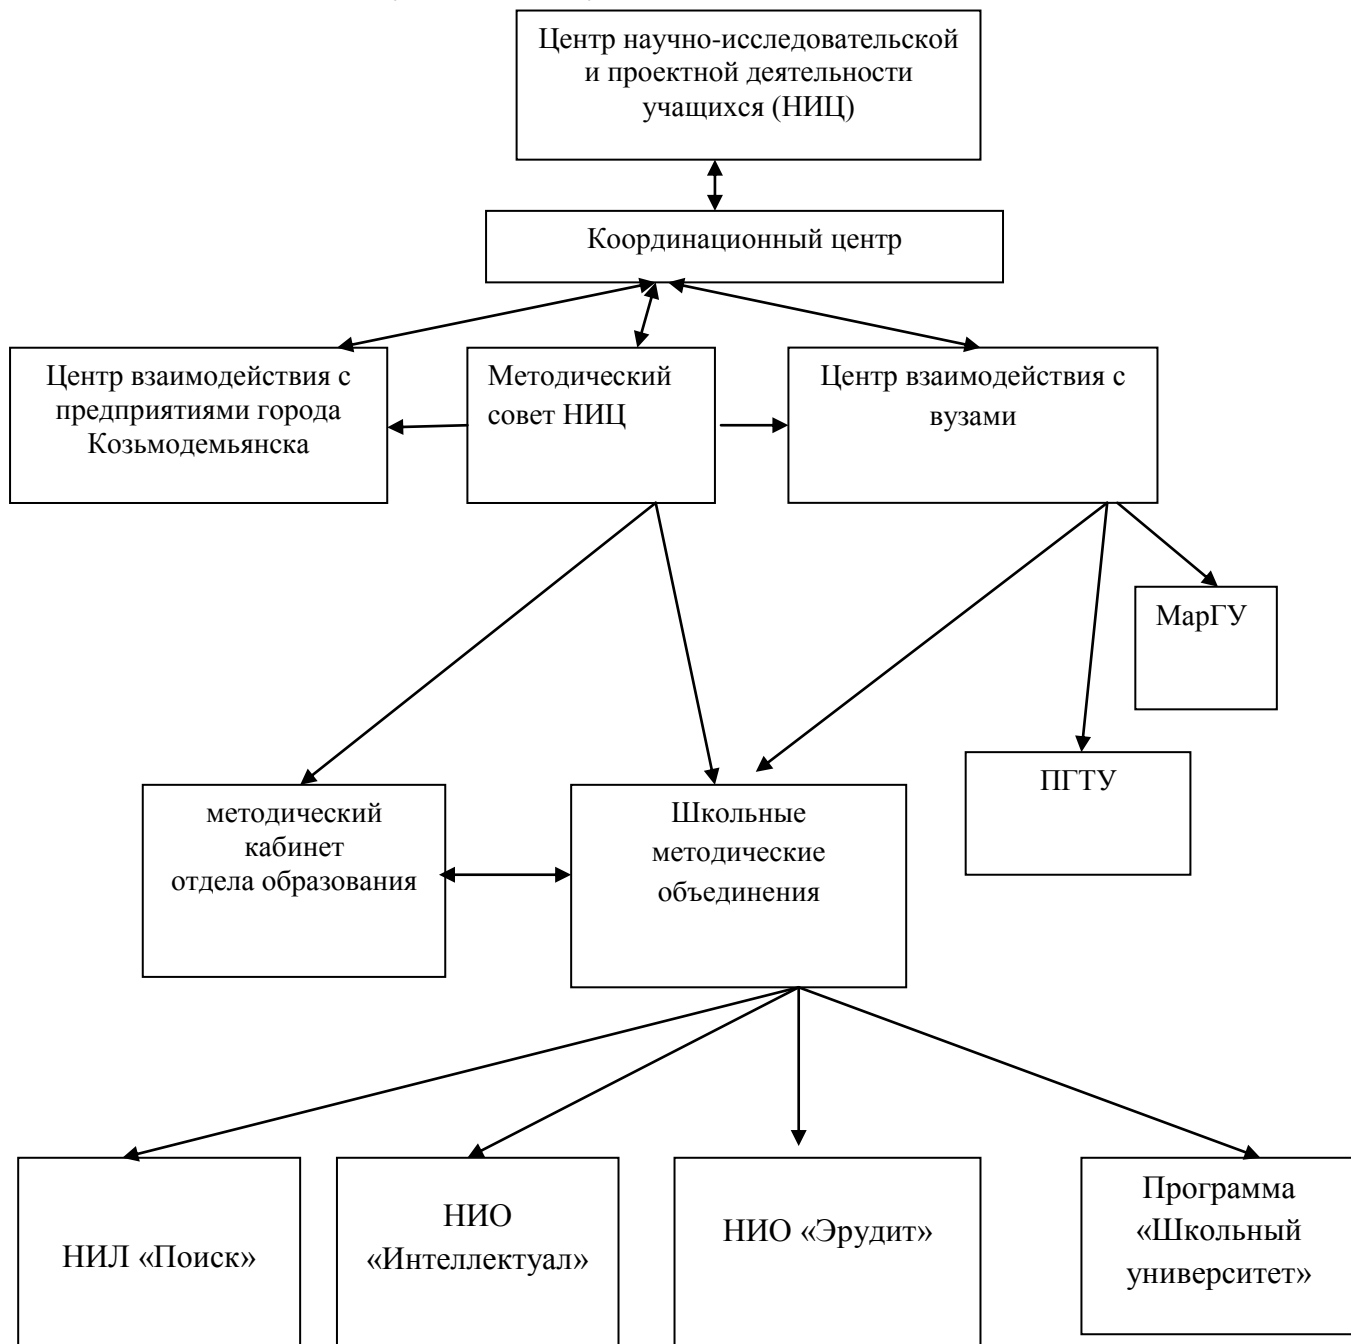 Центр научно-исследовательской
и проектной деятельности
учащихся (НИЦ)
Координационный центр
Центр взаимодействия с
предприятиями города
Козьмодемьянска
Методический
совет НИЦ
Центр взаимодействия с
вузами
МарГУ
ПГТУ
методический
кабинет
отдела образования
Школьные
методические
объединения
НИЛ «Поиск»
НИО
«Интеллектуал»
НИО «Эрудит»
Программа
«Школьный
университет»